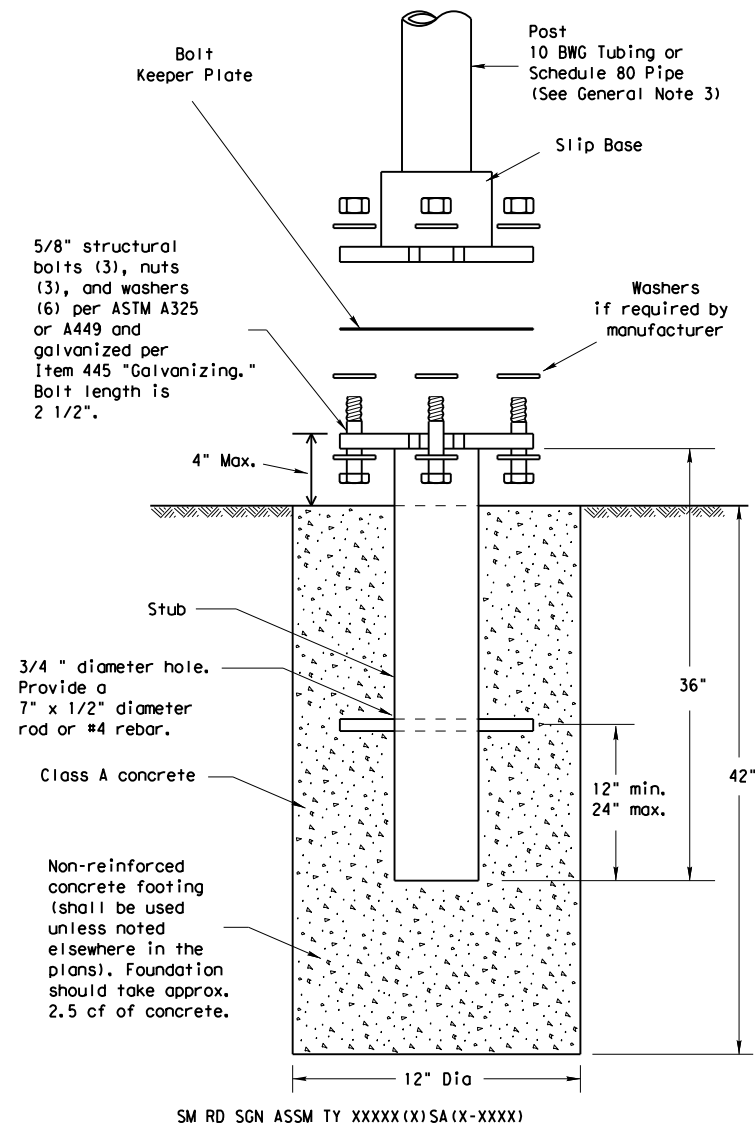 Bolt
Keeper Plate
Post
10 BWG Tubing or
Schedule 80 Pipe
(See General Note 3)
Slip Base
5/8" structural
bolts (3), nuts
(3), and washers
(6) per ASTM A325
or A449 and
galvanized per
Item 445 "Galvanizing."
Bolt length is
2 1/2".
Washers
if required by
manufacturer
4" Max.
Stub
3/4 " diameter hole.
Provide a
7" x 1/2" diameter
rod or #4 rebar.
36"
Class A concrete
12" min.
24" max.
42"
Non-reinforced
concrete footing
(shall be used
unless noted
elsewhere in the
plans). Foundation
should take approx.
2.5 cf of concrete.
12" Dia
SM RD SGN ASSM TY XXXXX(X)SA(X-XXXX)